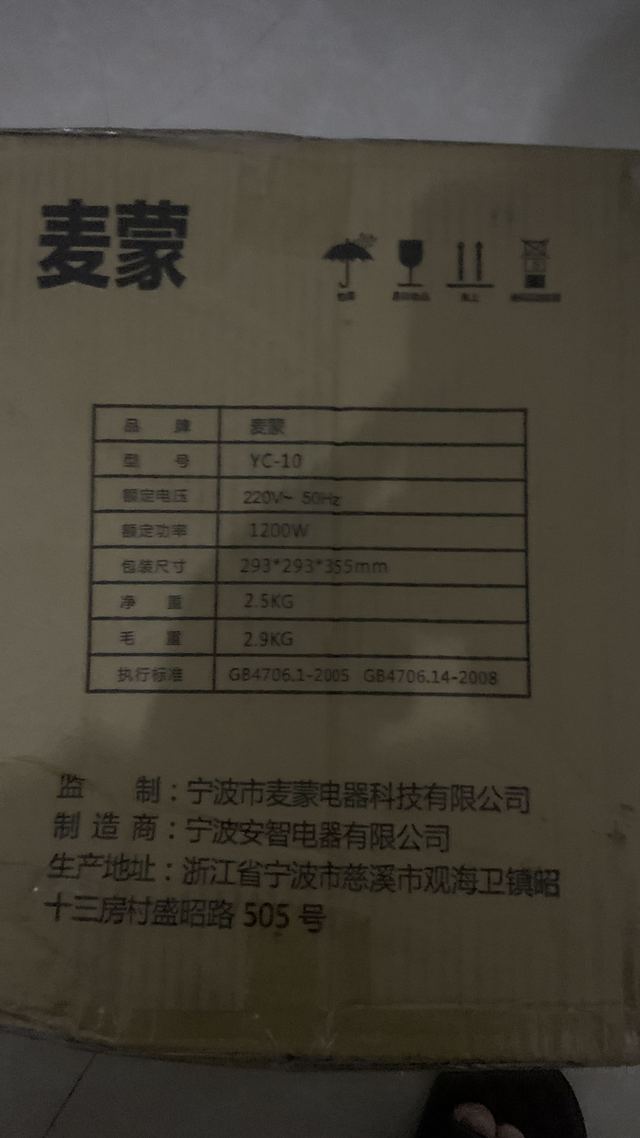 麦蒙
品 牌 麦蒙
型 号 YC-10
额定电压 220V~ 50Hz
额定功率 1200W
包装尺寸 293*293*355mm
净 重 2.5KG
毛 重 2.9KG
执行标准 GB4706.1-2005 GB4706.14-2008
监 制：宁波市麦蒙电器科技有限公司
制 造 商：宁波安智电器有限公司
生产地址：浙江省宁波市慈溪市观海卫镇昭
十三房村盛昭路 505 号